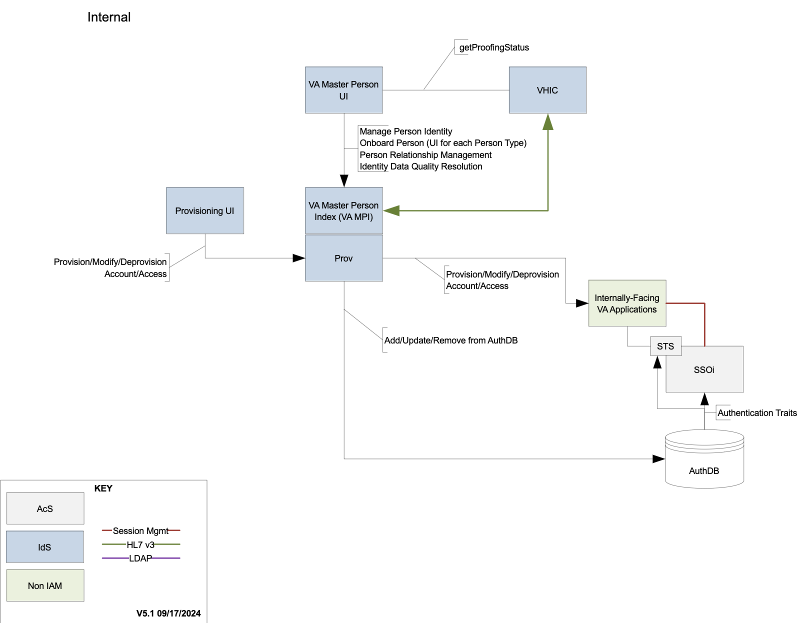 Internal
getProofingStatus
VA Master Person
UI
VHIC
Manage Person Identity
Onboard Person (UI for each Person Type)
Person Relationship Management
Identity Data Quality Resolution
Provisioning UI
VA Master Person
Index (VA MPI)
Provision/Modify/Deprovision
Account/Access
Prov
Provision/Modify/Deprovision
Account/Access
Internally-Facing
VA Applications
Add/Update/Remove from AuthDB
STS
SSOi
Authentication Traits
AuthDB
KEY
AcS
Session Mgmt
HL7 v3
LDAP
IdS
Non IAM
V5.1 09/17/2024